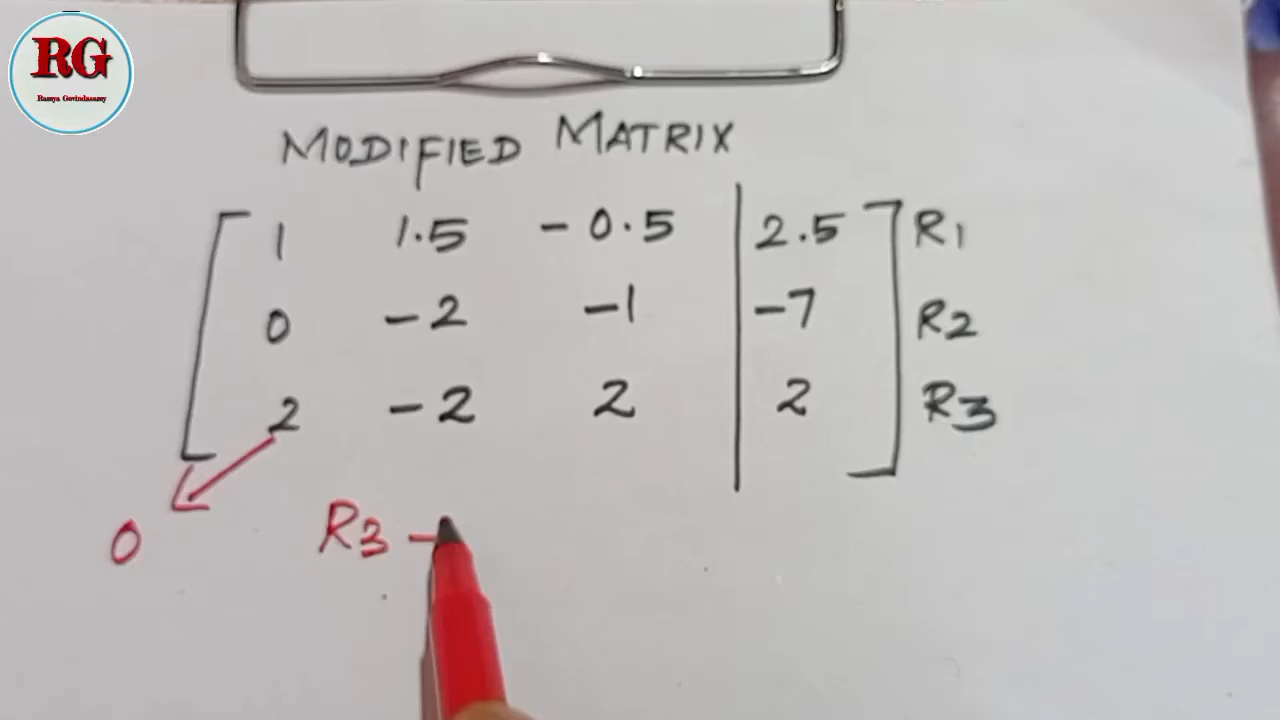 RG
Ramya Govindasamy
MODIFIED MATRIX
1 1.5 -0.5 2.5 R1
0 -2 -1 -7 R2
2 -2 2 2 R3
0 R3 -